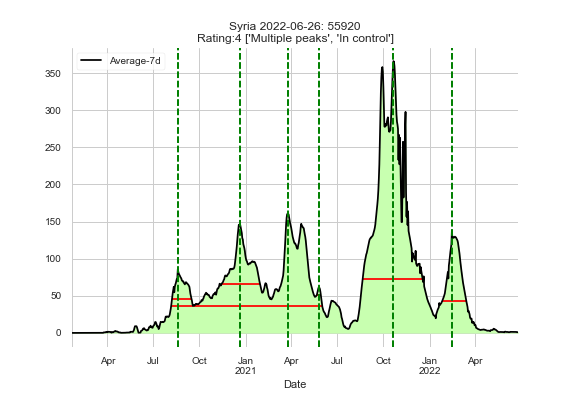 Syria 2022-06-26: 55920
Rating:4 ['Multiple peaks', 'In control']
Average-7d
350
300
250
200
150
100
50
0
Apr
Jul
Oct
Jan
2021
Apr
Jul
Oct
Jan
2022
Apr
Date